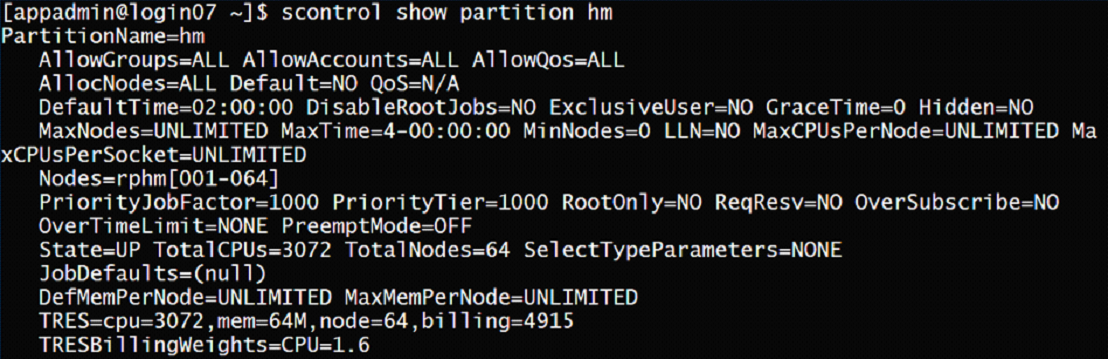 [appadmin@login07 ~]$ scontrol show partition hm
PartitionName=hm
   AllowGroups=ALL AllowAccounts=ALL AllowQos=ALL
   AllocNodes=ALL Default=NO QoS=N/A
   DefaultTime=02:00:00 DisableRootJobs=NO ExclusiveUser=NO GraceTime=0 Hidden=NO
   MaxNodes=UNLIMITED MaxTime=4-00:00:00 MinNodes=0 LLN=NO MaxCPUsPerNode=UNLIMITED Ma
xCPUsPerSocket=UNLIMITED
   Nodes=rphm[001-064]
   PriorityJobFactor=1000 PriorityTier=1000 RootOnly=NO ReqResv=NO OverSubscribe=NO
   OverTimeLimit=NONE PreemptMode=OFF
   State=UP TotalCPUs=3072 TotalNodes=64 SelectTypeParameters=NONE
   JobDefaults=(null)
   DefMemPerNode=UNLIMITED MaxMemPerNode=UNLIMITED
   TRES=cpu=3072,mem=64M,node=64,billing=4915
   TRESBillingWeights=CPU=1.6